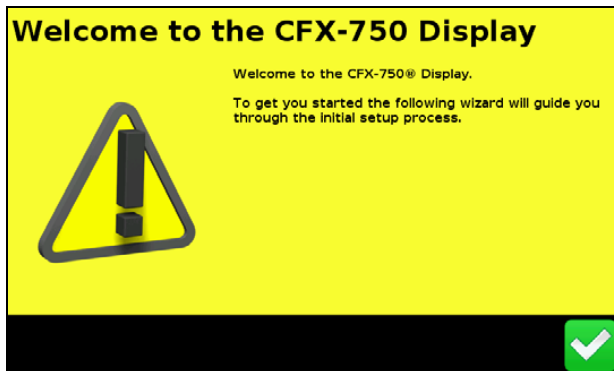 Welcome to the CFX-750 Display
Welcome to the CFX-750® Display.
To get you started the following wizard will guide you
through the initial setup process.